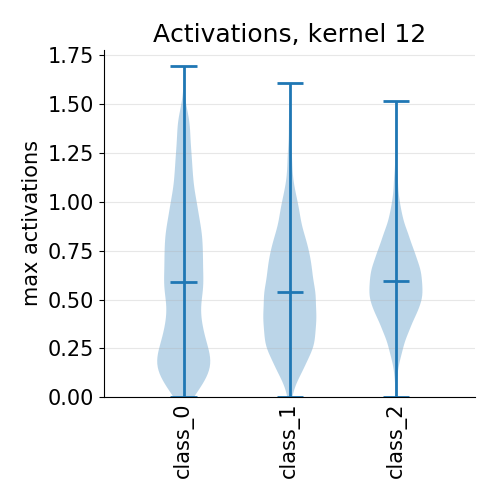 Activations, kernel 12
max activations
1.75
1.50
1.25
1.00
0.75
0.50
0.25
0.00
class_0
class_1
class_2